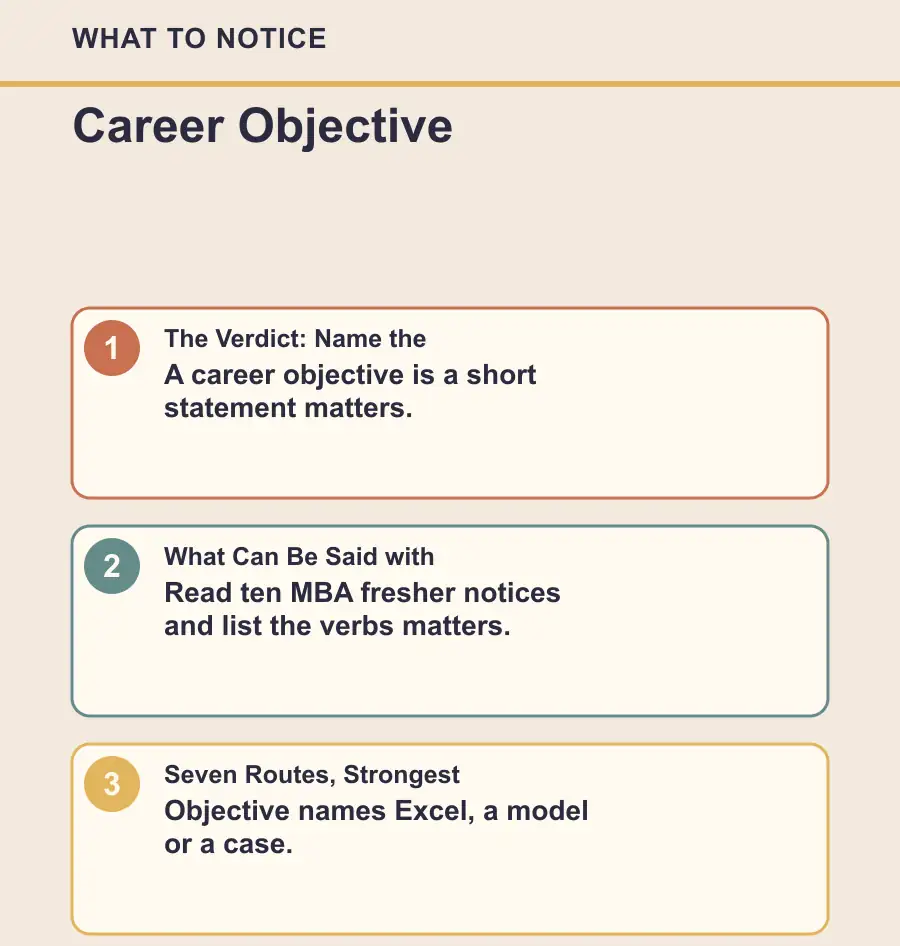 WHAT TO NOTICE
Career Objective
1
The Verdict: Name the
A career objective is a short
statement matters.
2
What Can Be Said with
Read ten MBA fresher notices
and list the verbs matters.
3
Seven Routes, Strongest
Objective names Excel, a model
or a case.